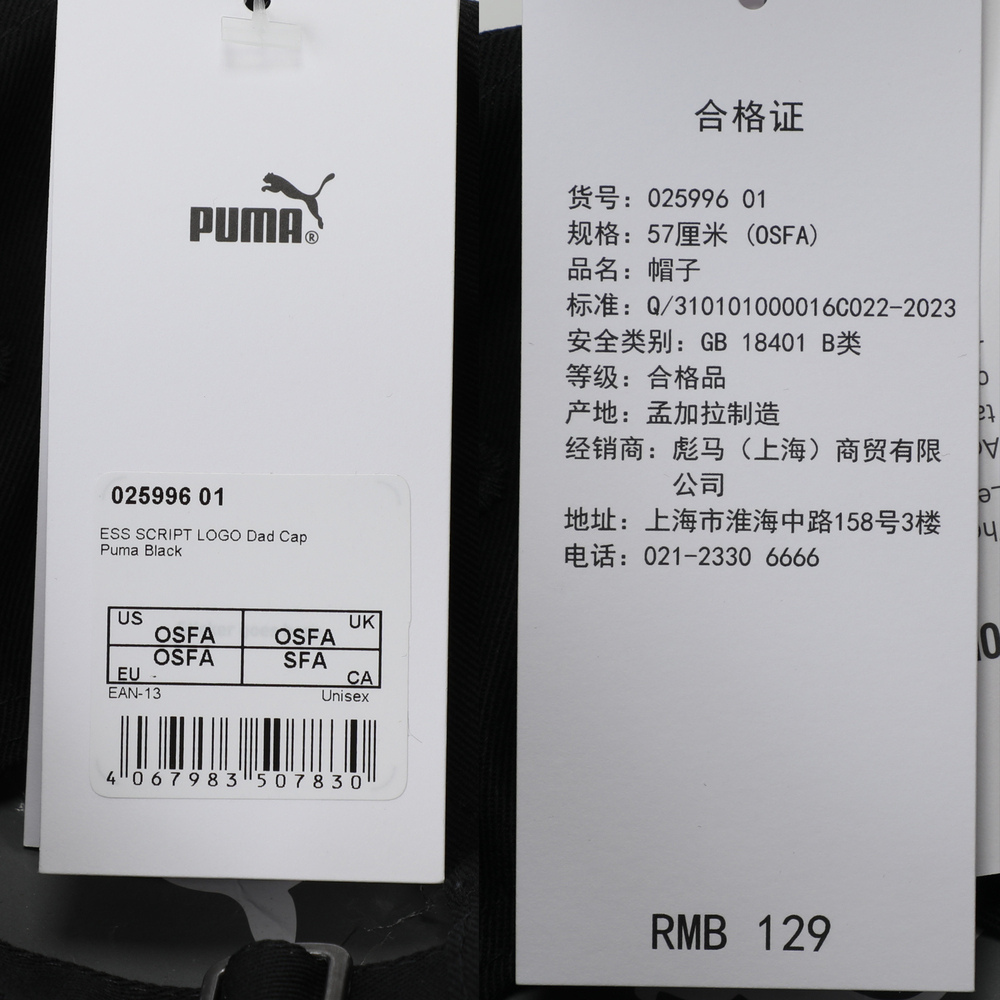 PUMA®
025996 01
ESS SCRIPT LOGO Dad Cap
Puma Black
US OSFA OSFA UK
EU OSFA SFA CA
EAN-13 Unisex
4 067983 507830
合格证
货号：025996 01
规格：57厘米 (OSFA)
品名：帽子
标准：Q/310101000016C022-2023
安全类别：GB 18401 B类
等级：合格品
产地：孟加拉制造
经销商：彪马（上海）商贸有限
公司
地址：上海市淮海中路158号3楼
电话：021-2330 6666
RMB 129